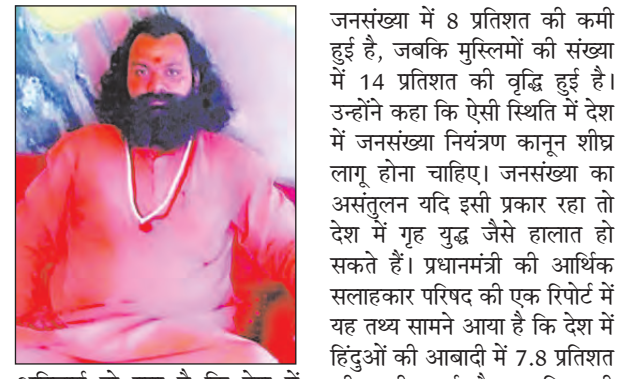 जनसंख्या में 8 प्रतिशत की कमी
हुई है, जबकि मुस्लिमों की संख्या
में 14 प्रतिशत की वृद्धि हुई है।
उन्होंने कहा कि ऐसी स्थिति में देश
में जनसंख्या नियंत्रण कानून शीघ्र
लागू होना चाहिए। जनसंख्या का
असंतुलन यदि इसी प्रकार रहा तो
देश में गृह युद्ध जैसे हालात हो
सकते हैं। प्रधानमंत्री की आर्थिक
सलाहकार परिषद की एक रिपोर्ट में
यह तथ्य सामने आया है कि देश में
हिंदुओं की आबादी में 7.8 प्रतिशत